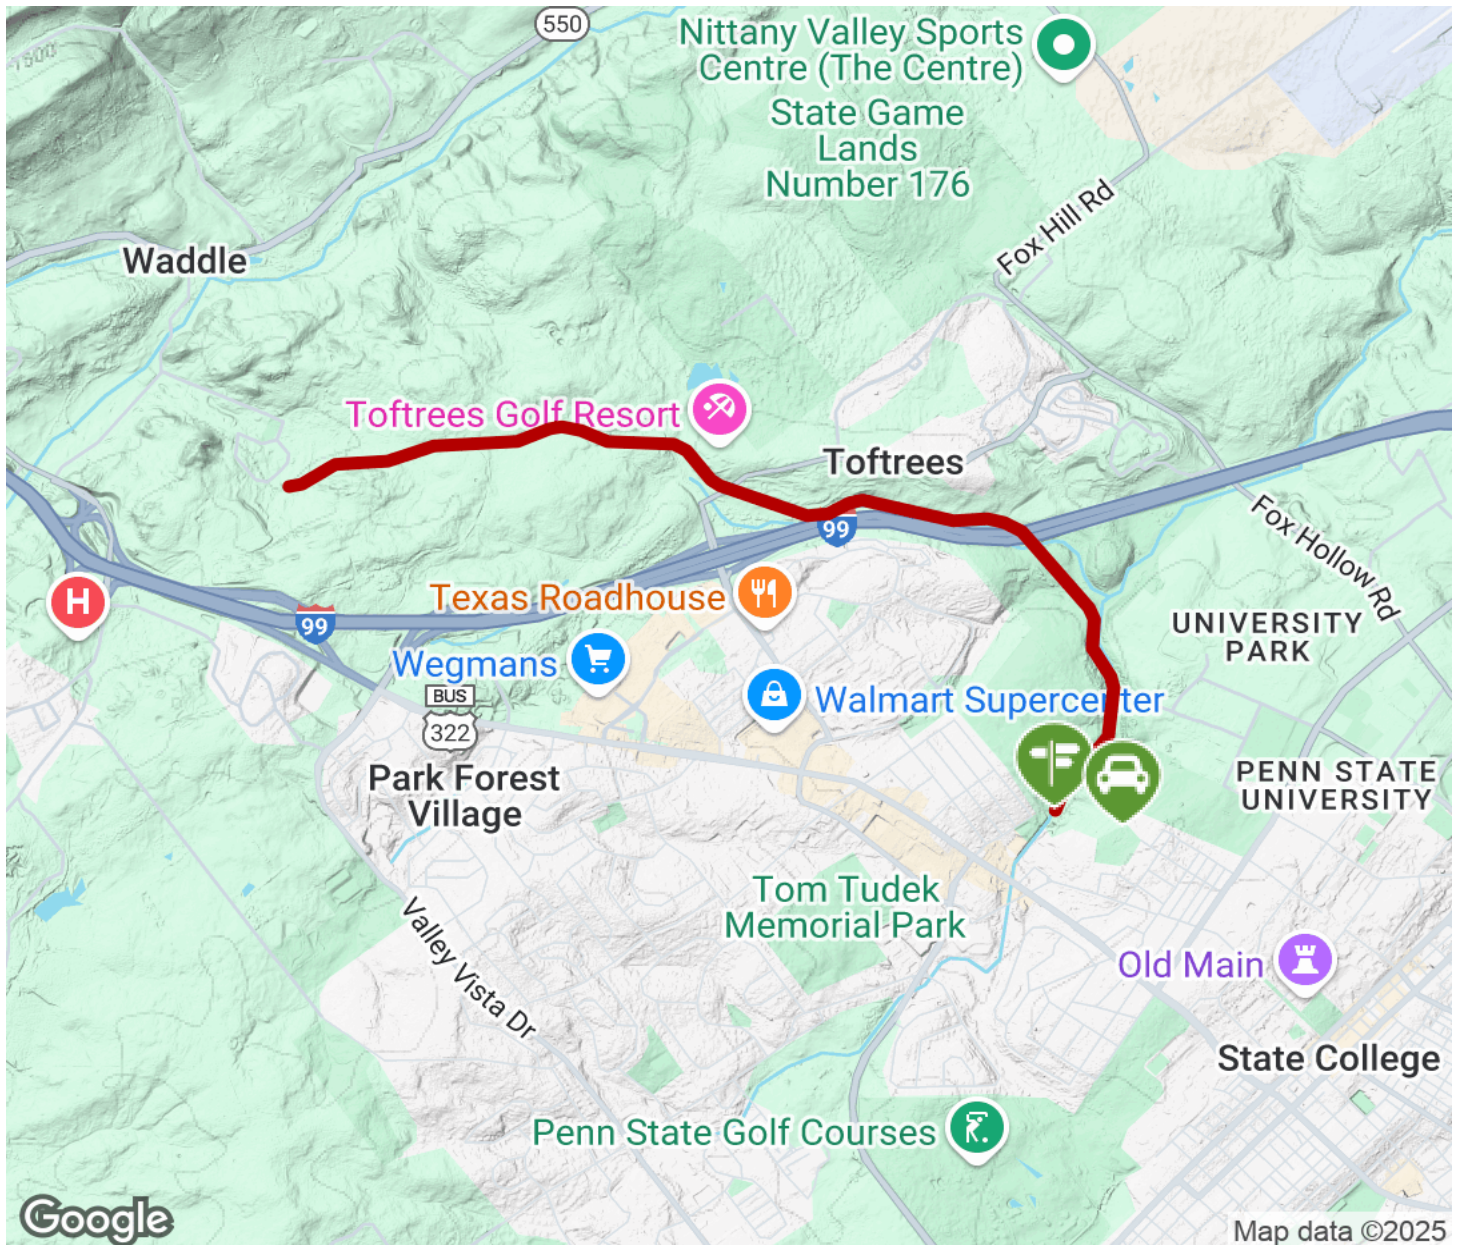 550
Nittany Valley Sports
Centre (The Centre)
State Game
Lands
Number 176
Fox Hill Rd
Waddle
Toftrees Golf Resort
Toftrees
99
Fox Hollow Rd
Texas Roadhouse
H
99
UNIVERSITY
PARK
Wegmans
BUS
322
Walmart Supercenter
Park Forest
Village
PENN STATE
UNIVERSITY
Tom Tudek
Memorial Park
Valley Vista Dr
Old Main
State College
Penn State Golf Courses
Google
Map data ©2025